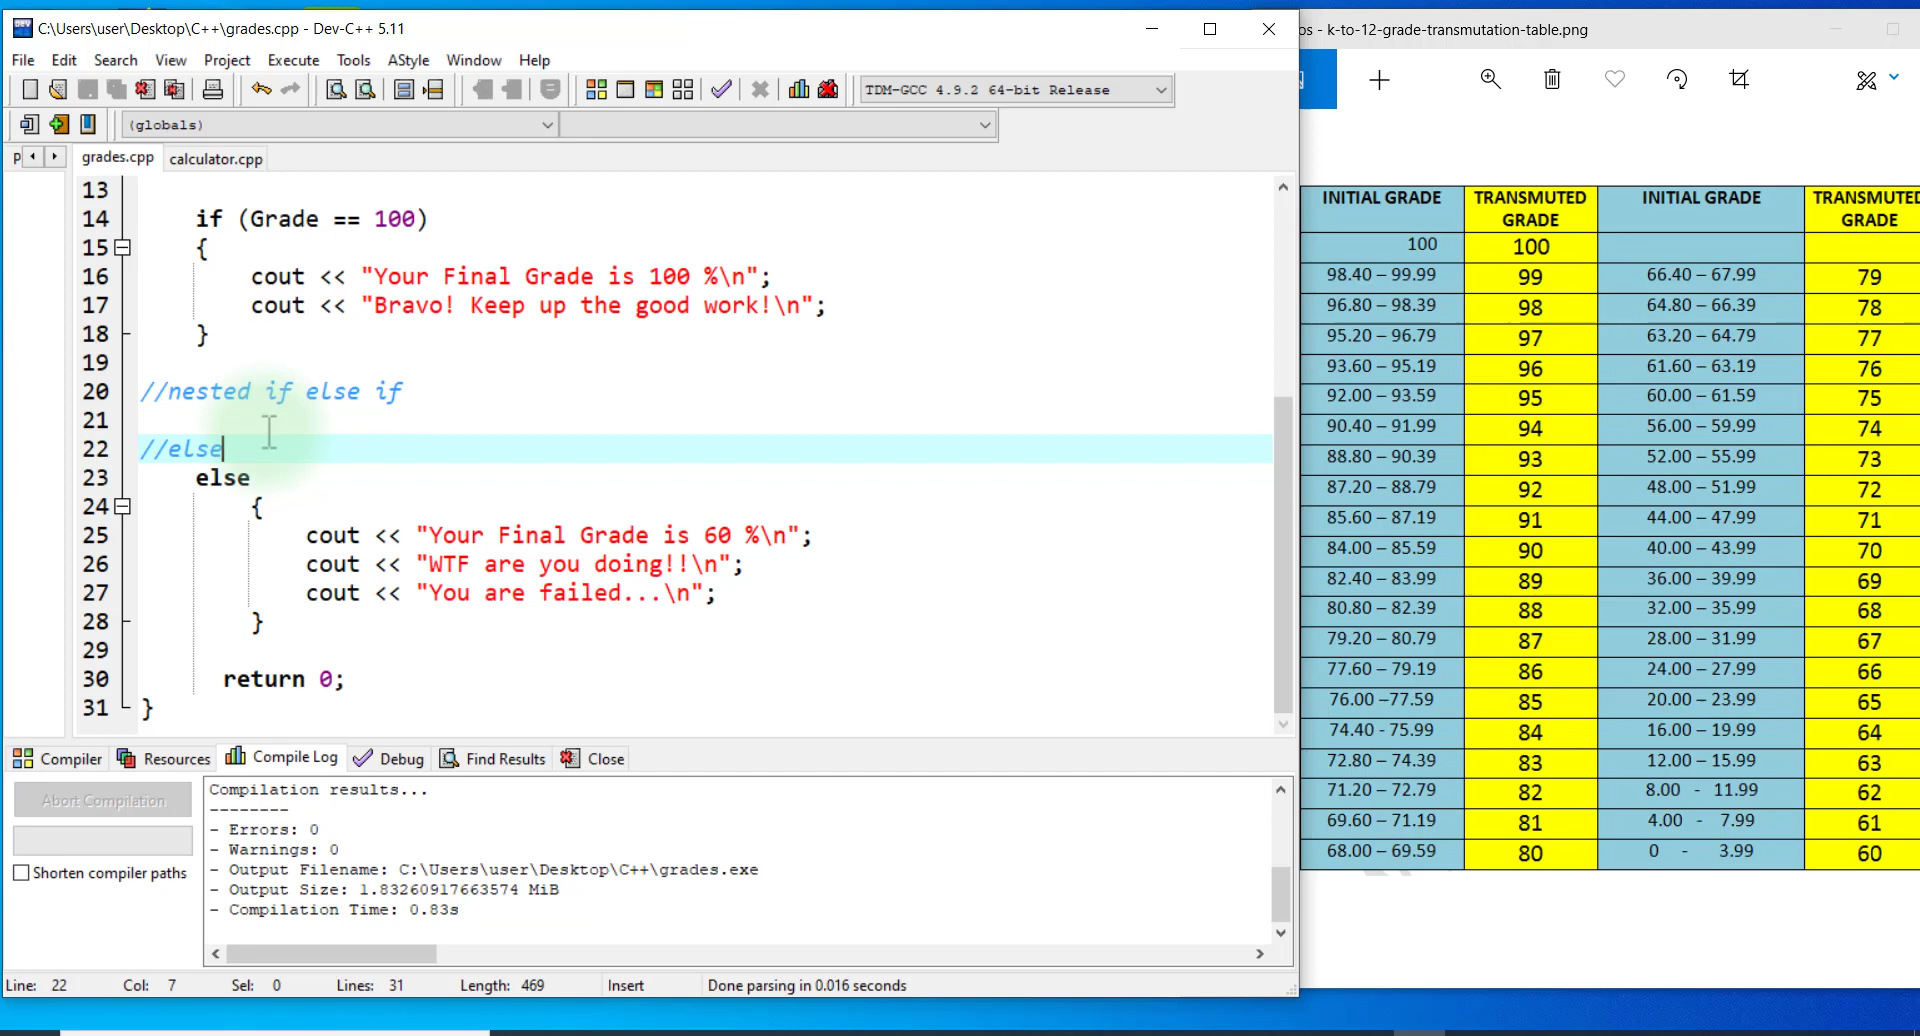 C:\Users\user\Desktop\C++\grades.cpp - Dev-C++ 5.11
File Edit Search View Project Execute Tools AStyle Window Help
TDM-GCC 4.9.2 64-bit Release
(globals)
grades.cpp calculator.cpp
13
14 if (Grade == 100)
15 {
16 cout << "Your Final Grade is 100 %\n";
17 cout << "Bravo! Keep up the good work!\n";
18 }
19
20 //nested if else if
21
22 //else
23 else
24 {
25 cout << "Your Final Grade is 60 %\n";
26 cout << "WTF are you doing!!\n";
27 cout << "You are failed...\n";
28 }
29
30 return 0;
31 }
Compiler Resources Compile Log Debug Find Results Close
Abort Compilation
Shorten compiler paths
Compilation results...
--------
- Errors: 0
- Warnings: 0
- Output Filename: C:\Users\user\Desktop\C++\grades.exe
- Output Size: 1.83260917663574 MiB
- Compilation Time: 0.83s
Line: 22 Col: 7 Sel: 0 Lines: 31 Length: 469 Insert Done parsing in 0.016 seconds
os - k-to-12-grade-transmutation-table.png
INITIAL GRADE TRANSMUTED GRADE INITIAL GRADE TRANSMUTED GRADE
100 100
98.40 – 99.99 99 66.40 – 67.99 79
96.80 – 98.39 98 64.80 – 66.39 78
95.20 – 96.79 97 63.20 – 64.79 77
93.60 – 95.19 96 61.60 – 63.19 76
92.00 – 93.59 95 60.00 – 61.59 75
90.40 – 91.99 94 56.00 – 59.99 74
88.80 – 90.39 93 52.00 – 55.99 73
87.20 – 88.79 92 48.00 – 51.99 72
85.60 – 87.19 91 44.00 – 47.99 71
84.00 – 85.59 90 40.00 – 43.99 70
82.40 – 83.99 89 36.00 – 39.99 69
80.80 – 82.39 88 32.00 – 35.99 68
79.20 – 80.79 87 28.00 – 31.99 67
77.60 – 79.19 86 24.00 – 27.99 66
76.00 –77.59 85 20.00 – 23.99 65
74.40 - 75.99 84 16.00 – 19.99 64
72.80 – 74.39 83 12.00 – 15.99 63
71.20 – 72.79 82 8.00 - 11.99 62
69.60 – 71.19 81 4.00 - 7.99 61
68.00 – 69.59 80 0 - 3.99 60